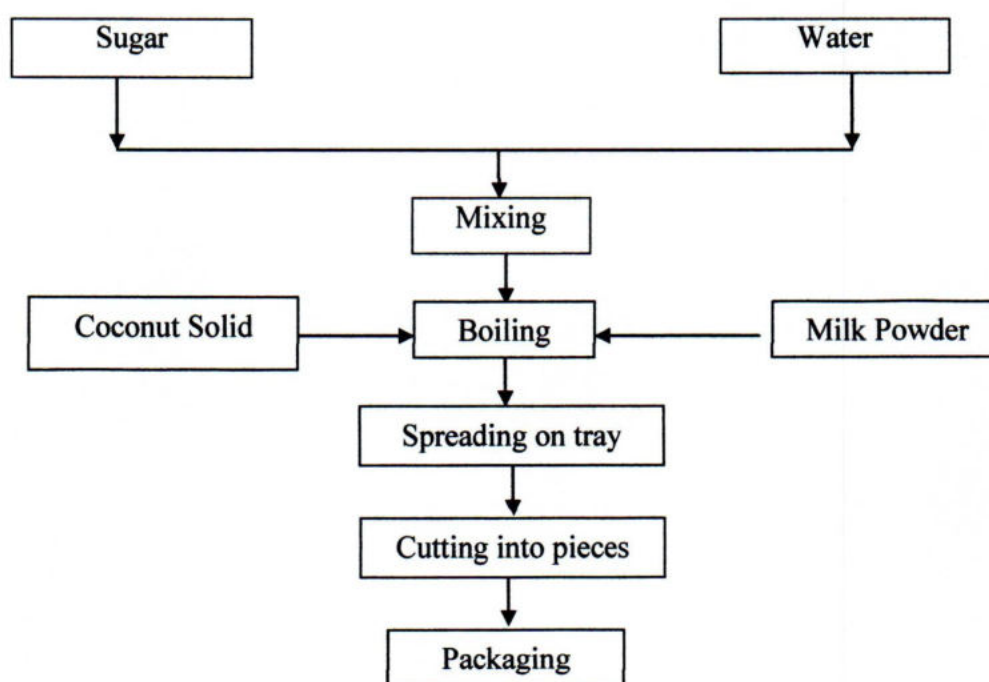 Sugar
Water
Mixing
Coconut Solid
Boiling
Milk Powder
Spreading on tray
Cutting into pieces
Packaging